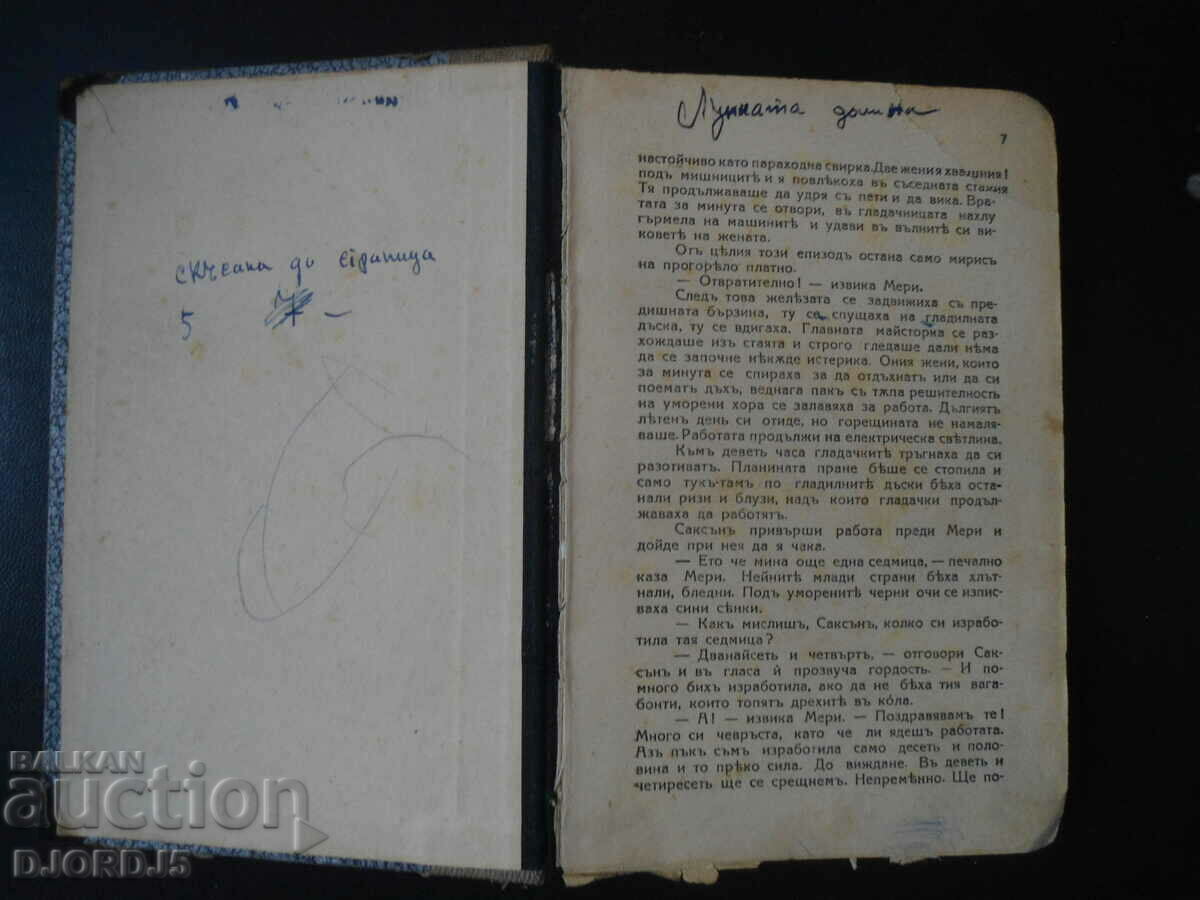 скъсана до страница
5 —
Лунната долина
7
настойчиво като параходна свирка. Две жения хванния!
подъ мишницитѣ и я повлѣкоха въ съседната стания
Тя продължаваше да удря съ пети и да вика. Вра-
тата за минута се отвори, въ гладачницата нахлу
гърмела на машинитѣ и удави въ вълнитѣ си ви-
коветѣ на жената.
Отъ цѣлия този епизодъ остана само мирисъ
на прогорѣло платно.
— Отвратително! — извика Мери.
Следъ това желѣзата се задвижиха съ пре-
дишната бързина, ту се спущаха на гладилната
дъска, ту се вдигаха. Главната майсторка се раз-
хождаше изъ стаята и строго гледаше дали нѣма
да се започне нѣкѫде истерика. Ония жени, които
за минута се спираха за да отдъхнатъ или да си
поематъ дъхъ, веднага пакъ съ тѫпа решителность
на уморени хора се залавяха за работа. Дългиятъ
лѣтенъ день си отиде, но горещината не намаля-
ваше. Работата продължи на електрическа свѣтлина.
Къмъ деветь часа гладачкитѣ тръгнаха да си
разотиватъ. Планината пране бѣше се стопила и
само тукъ-тамъ по гладилнитѣ дъски бѣха оста-
нали ризи и блузи, надъ които гладачки продъл-
жаваха да работятъ.
Саксънъ привърши работа преди Мери и
дойде при нея да я чака.
— Ето че мина още една седмица, — печално
каза Мери. Нейнитѣ млади страни бѣха хлът-
нали, бледни. Подъ уморенитѣ черни очи се изпис-
ваха сини сѣнки.
— Какъ мислишъ, Саксънъ, колко си израбо-
тила тая седмица?
— Дванайсеть и четвъртъ, — отговори Сак-
сънъ и въ гласа ѝ прозвуча гордость. — И по-
много бихъ изработила, ако да не бѣха тия вага-
бонти, които топятъ дрехитѣ въ ко́ла.
— А! — извика Мери. — Поздравявамъ те!
Много си чевръста, като че ли ядешъ работата.
Азъ пъкъ съмъ изработила само десеть и поло-
вина и то прѣко сила. До виждане. Въ деветь и
четиресеть ще се срещнемъ. Непремѣнно. Ще по-
BALKAN
auction
DJORDJ5